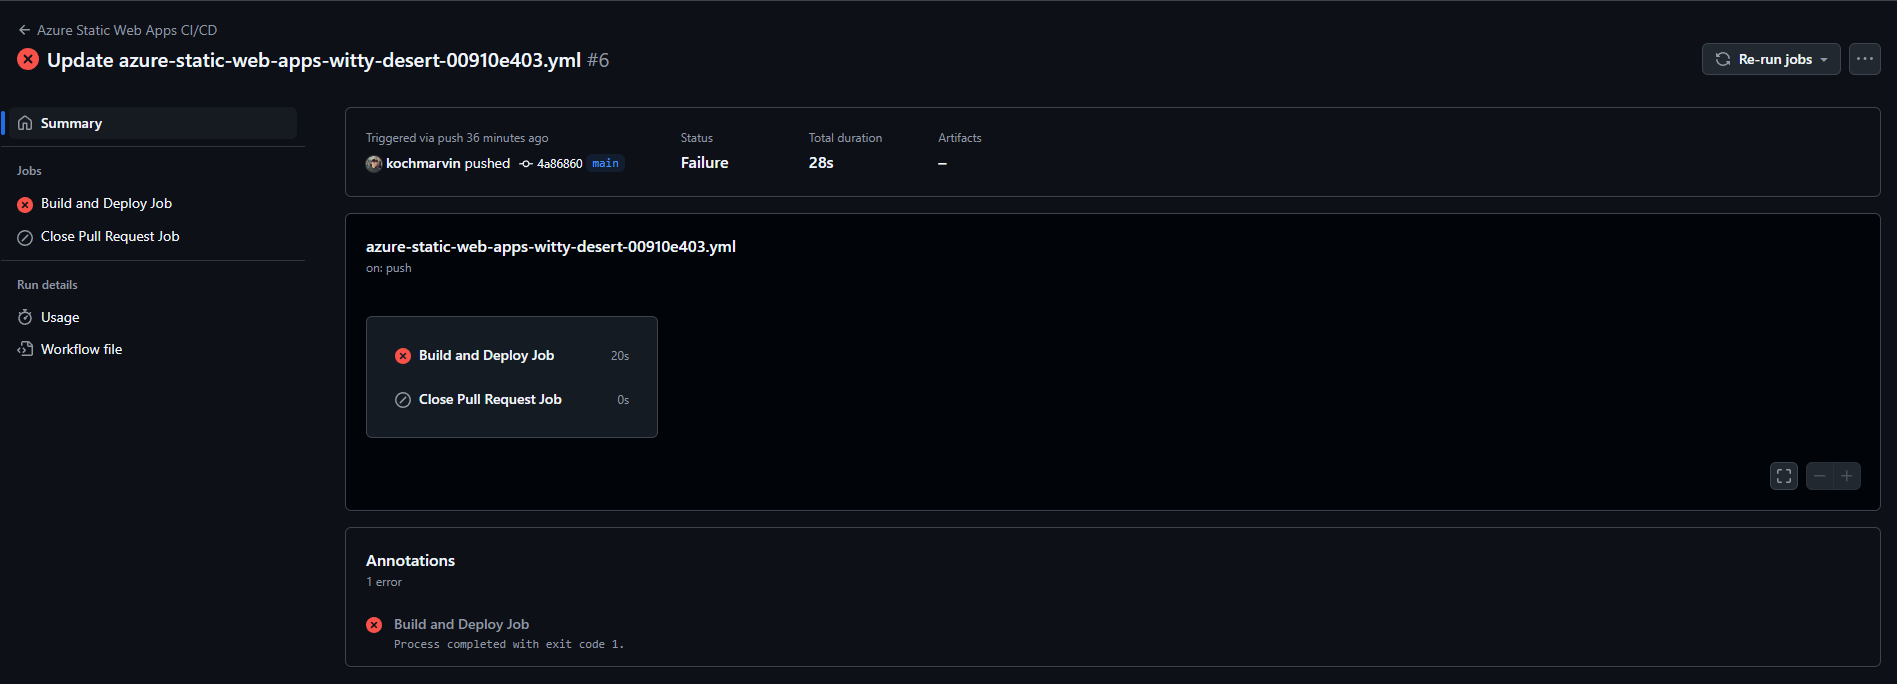 Azure Static Web Apps CI/CD
Update azure-static-web-apps-witty-desert-00910e403.yml #6
Re-run jobs
Summary
Jobs
Build and Deploy Job
Close Pull Request Job
Run details
Usage
Workflow file
Triggered via push 36 minutes ago
kochmarvin pushed 4a86860 main
Status
Failure
Total duration
28s
Artifacts
–
azure-static-web-apps-witty-desert-00910e403.yml
on: push
Build and Deploy Job 20s
Close Pull Request Job 0s
Annotations
1 error
Build and Deploy Job
Process completed with exit code 1.